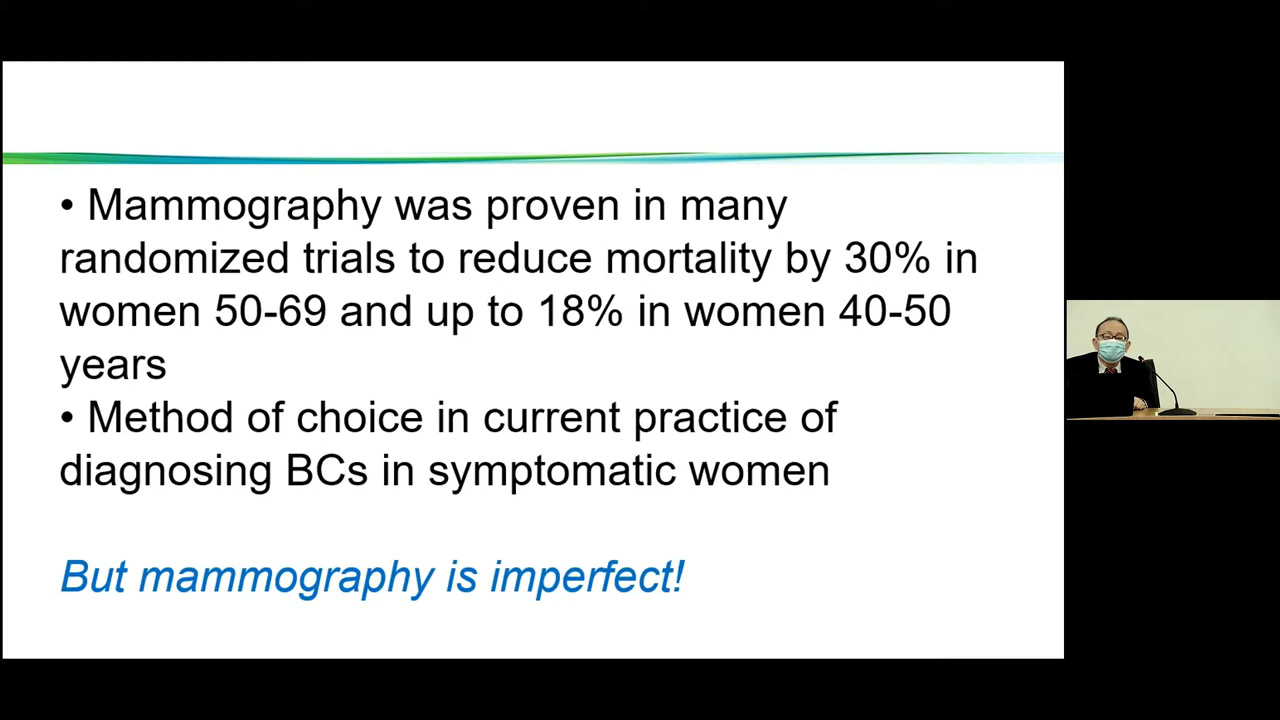 • Mammography was proven in many
randomized trials to reduce mortality by 30% in
women 50-69 and up to 18% in women 40-50
years
• Method of choice in current practice of
diagnosing BCs in symptomatic women
But mammography is imperfect!